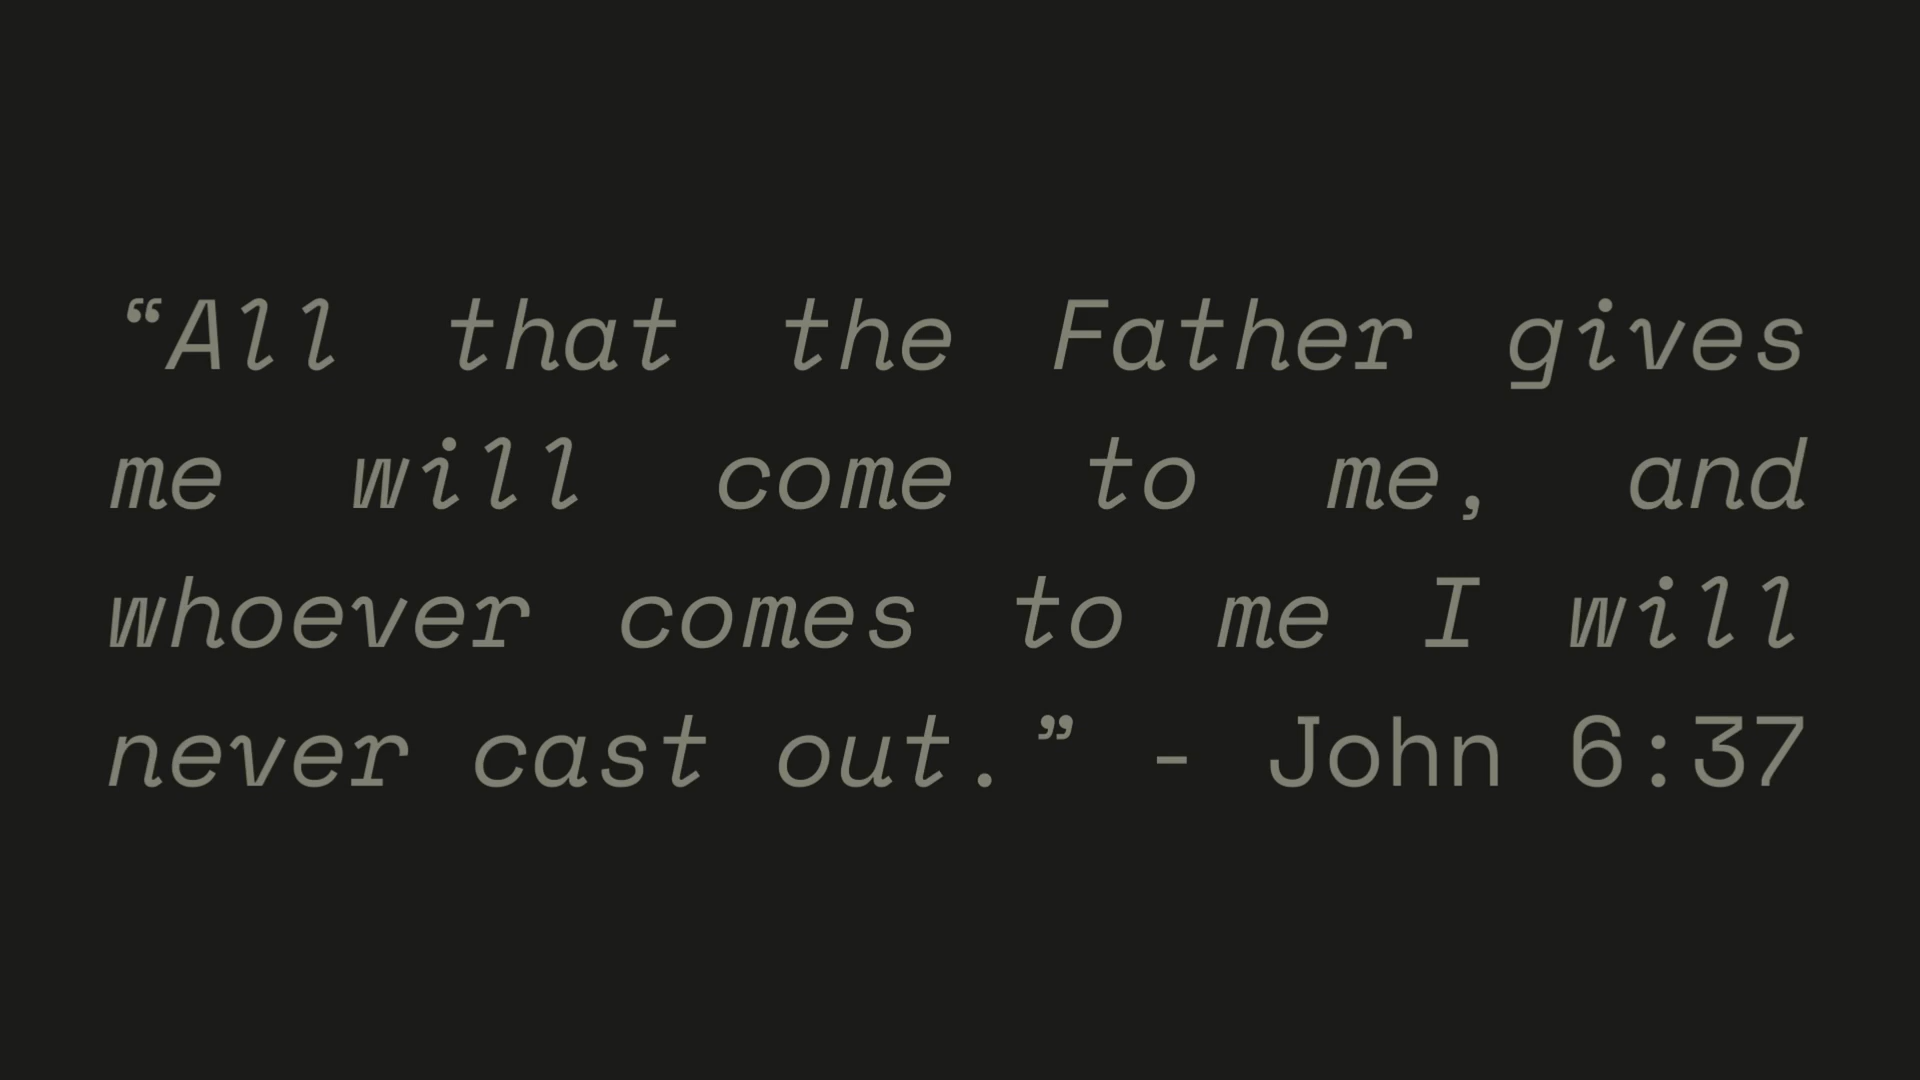 “All that the Father gives
me will come to me, and
whoever comes to me I will
never cast out.” - John 6:37